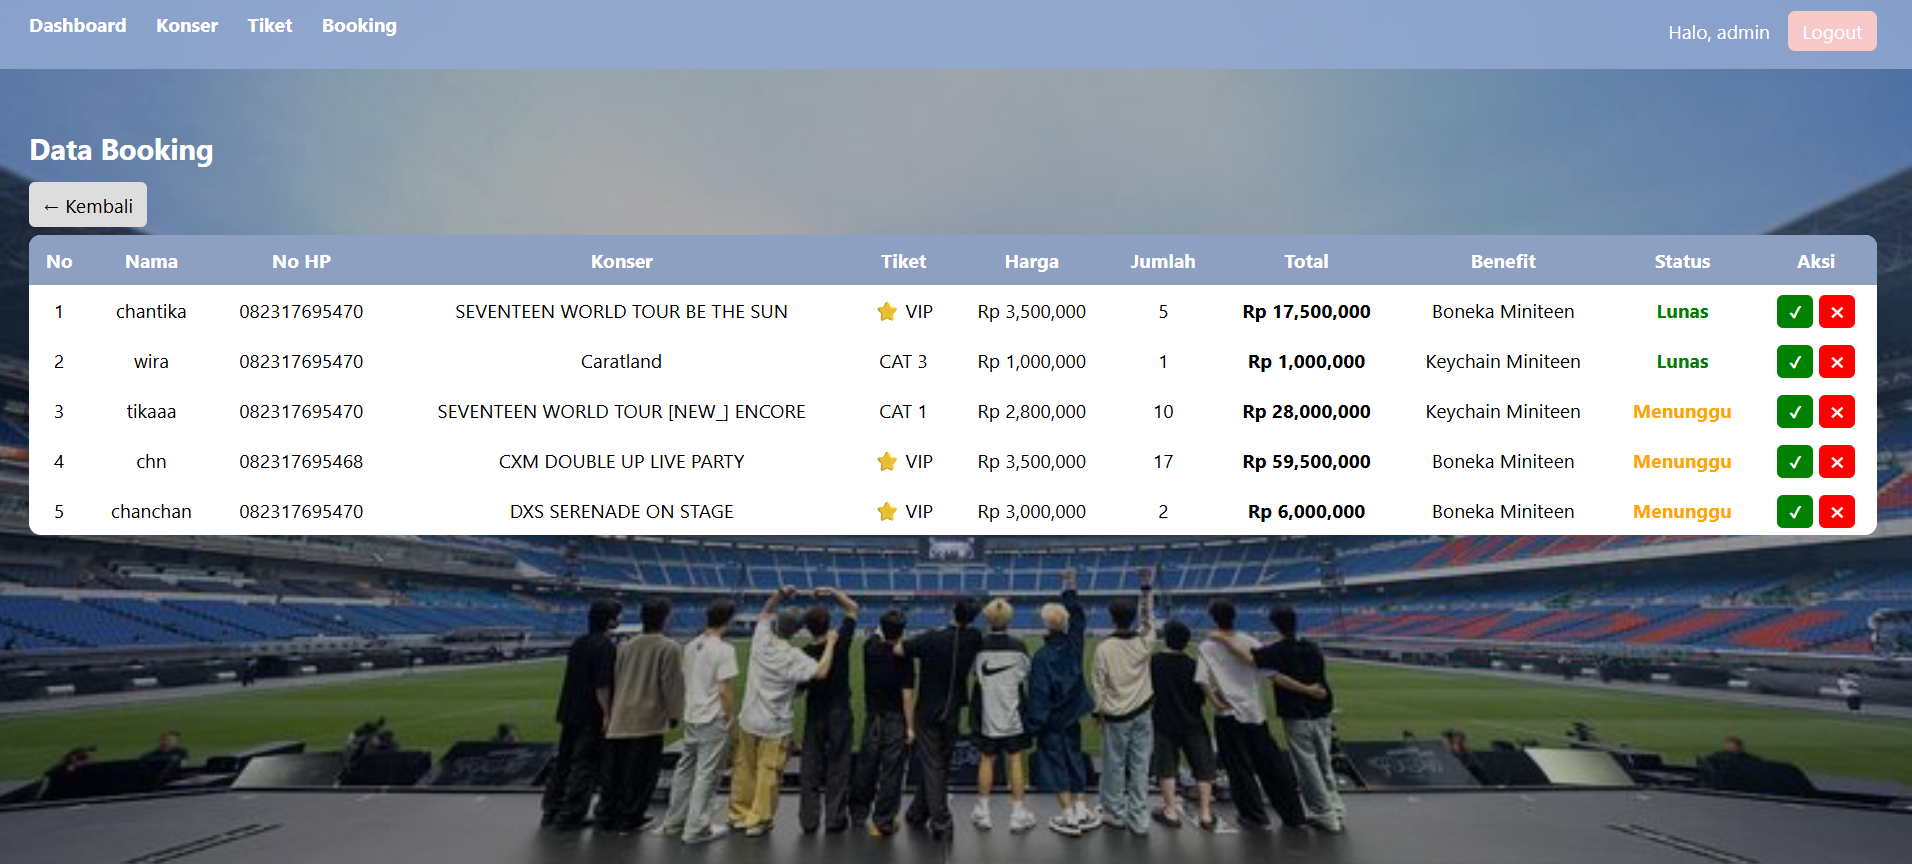 Dashboard Konser Tiket Booking Halo, admin Logout
Data Booking
← Kembali
No Nama No HP Konser Tiket Harga Jumlah Total Benefit Status Aksi
1 chantika 082317695470 SEVENTEEN WORLD TOUR BE THE SUN ⭐ VIP Rp 3,500,000 5 Rp 17,500,000 Boneka Miniteen Lunas ✓ ✕
2 wira 082317695470 Caratland CAT 3 Rp 1,000,000 1 Rp 1,000,000 Keychain Miniteen Lunas ✓ ✕
3 tikaaa 082317695470 SEVENTEEN WORLD TOUR [NEW_] ENCORE CAT 1 Rp 2,800,000 10 Rp 28,000,000 Keychain Miniteen Menunggu ✓ ✕
4 chn 082317695468 CXM DOUBLE UP LIVE PARTY ⭐ VIP Rp 3,500,000 17 Rp 59,500,000 Boneka Miniteen Menunggu ✓ ✕
5 chanchan 082317695470 DXS SERENADE ON STAGE ⭐ VIP Rp 3,000,000 2 Rp 6,000,000 Boneka Miniteen Menunggu ✓ ✕